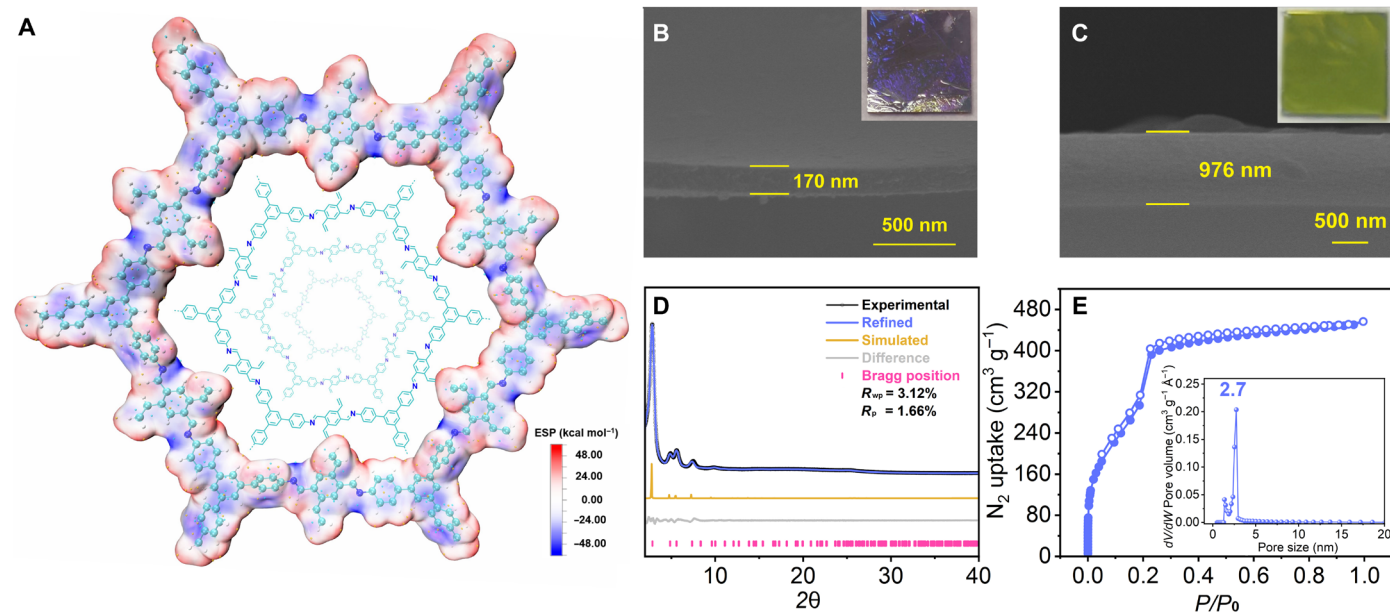 A
ESP (kcal mol⁻¹)
48.00
24.00
0.00
−24.00
−48.00
N
B
170 nm
500 nm
C
976 nm
500 nm
D
Experimental
Refined
Simulated
Difference
Bragg position
Rwp = 3.12%
Rp = 1.66%
10
20
30
40
2θ
E
N₂ uptake (cm³ g⁻¹)
480
400
320
240
160
80
0
0.0
0.2
0.4
0.6
0.8
1.0
P/P₀
2.7
dV/dW Pore volume (cm³ g⁻¹ Å⁻¹)
0.25
0.20
0.15
0.10
0.05
0.00
0
5
10
15
20
Pore size (nm)